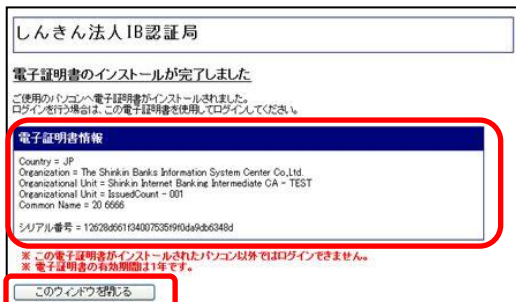 しんきん法人IB認証局
電子証明書のインストールが完了しました
ご使用のパソコンへ電子証明書がインストールされました。
ログインを行う場合は、この電子証明書を使用してログインしてください。
電子証明書情報
Country = JP
Organization = The Shinkin Banks Information System Center Co.,Ltd.
Organizational Unit = Shinkin Internet Banking Intermediate CA - TEST
Organizational Unit = IssuedCount - 001
Common Name = 20 6666
シリアル番号 =
※ この電子証明書がインストールされたパソコン以外ではログインできません。
※ 電子証明書の有効期間は1年です。
このウィンドウを閉じる